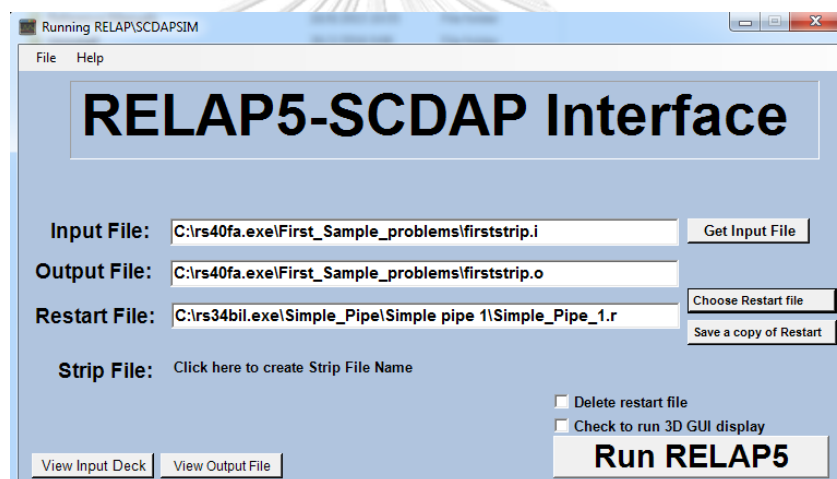 Running RELAP\SCDAPSIM
File Help
RELAP5-SCDAP Interface
Input File: C:\rs40fa.exe\First_Sample_problems\firststrip.i Get Input File
Output File: C:\rs40fa.exe\First_Sample_problems\firststrip.o
Restart File: C:\rs34bil.exe\Simple_Pipe\Simple pipe 1\Simple_Pipe_1.r Choose Restart file
Save a copy of Restart
Strip File: Click here to create Strip File Name
Delete restart file
Check to run 3D GUI display
View Input Deck View Output File Run RELAP5